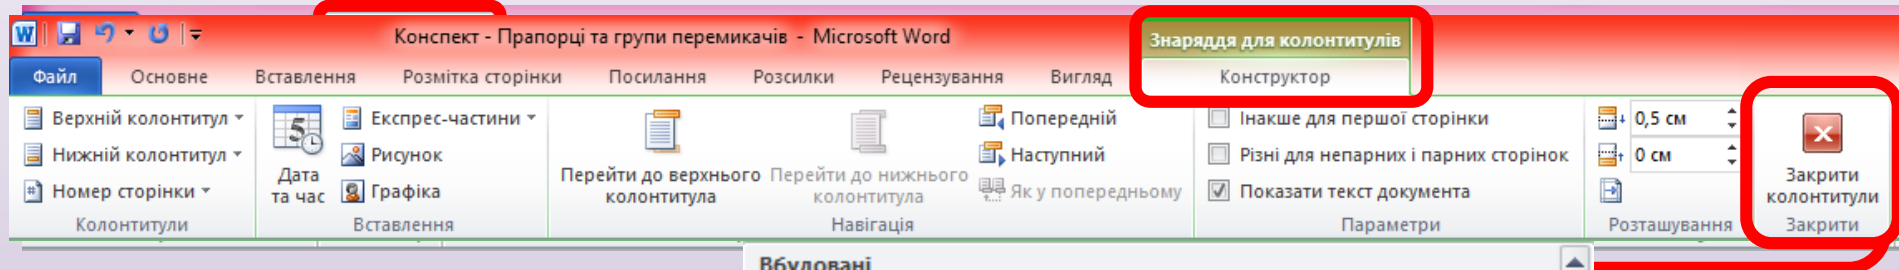 Конспект - Прапорці та групи перемикачів - Microsoft Word
Знаряддя для колонтитулів
Файл Основне Вставлення Розмітка сторінки Посилання Розсилки Рецензування Вигляд Конструктор
Верхній колонтитул
Нижній колонтитул
Номер сторінки
Колонтитули
5
Дата
та час
Експрес-частини
Рисунок
Графіка
Вставлення
Перейти до верхнього
колонтитула
Перейти до нижнього
колонтитула
Попередній
Наступний
Як у попередньому
Навігація
Інакше для першої сторінки
Різні для непарних і парних сторінок
Показати текст документа
Параметри
0,5 см
0 см
Розташування
Закрити
колонтитули
Закрити
Вбудовані